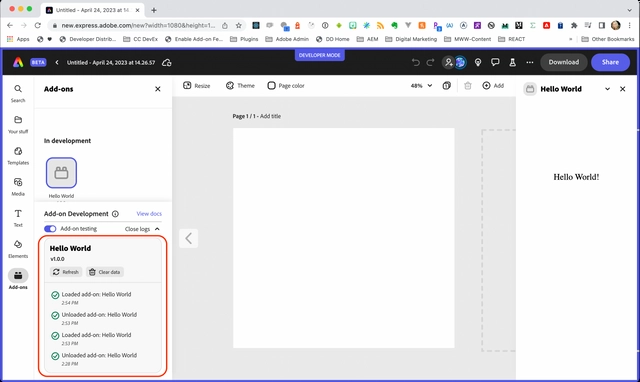 Untitled - April 24, 2023 at 14
new.express.adobe.com/new?width=1080&height=1...
Apps
Developer Distrib...
CC DevEx
Enable Add-on Fe...
Plugins
Adobe Admin
DD Home
AEM
Digital Marketing
MWW-Content
REACT
Other Bookmarks
DEVELOPER MODE
BETA
Untitled - April 24, 2023 at 14.26.57
Download
Share
Search
Your stuff
Templates
Media
Text
Elements
Add-ons
Add-ons
In development
Hello World
Add-on Development
View docs
Add-on testing
Close logs
Hello World
v1.0.0
Refresh
Clear data
Loaded add-on: Hello World
2:54 PM
Unloaded add-on: Hello World
2:53 PM
Loaded add-on: Hello World
2:53 PM
Unloaded add-on: Hello World
2:28 PM
Resize
Theme
Page color
48%
Add
Page 1 / 1 - Add title
Hello World
Hello World!